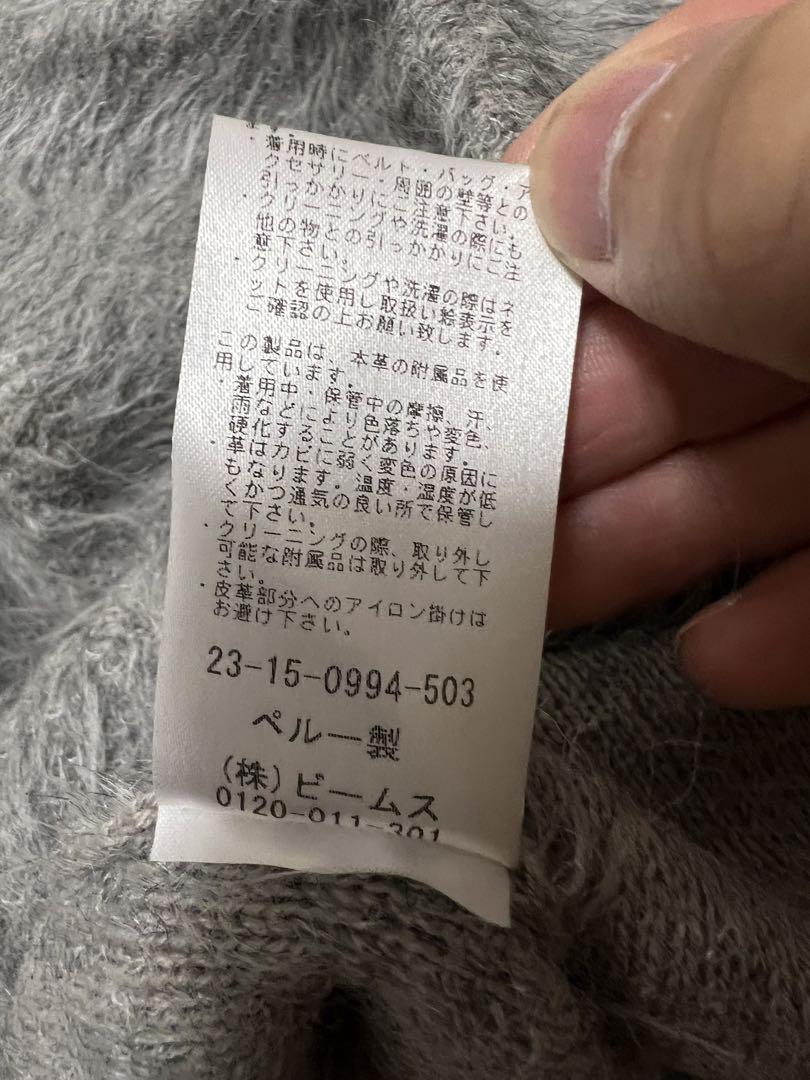 ます。
・着用時にベルト・バッグ・ア
クセサリー・周囲の壁等との
引っかかりにご注意下さい。
・クリーニングや洗濯の際にも
他の物との引っかかりにご注
意下さい。
・クリーニングや洗濯の際はネ
ットを使用し取扱い絵表示を
ご確認の上お願い致します。
この製品は、本革の附属品を使
用しています。
・着用中・保管中の摩擦、汗、
雨などにより色落ちや変色、
硬化することがあります。
・革はカビに弱く変色の原因に
もなります。温度・湿度が低
くかつ通気の良い所で保管し
て下さい。
・クリーニングの際、取り外し
可能な附属品は取り外して下
さい。
・皮革部分へのアイロン掛けは
お避け下さい。
23-15-0994-503
ペルー製
(株)ビームス
0120-011-301